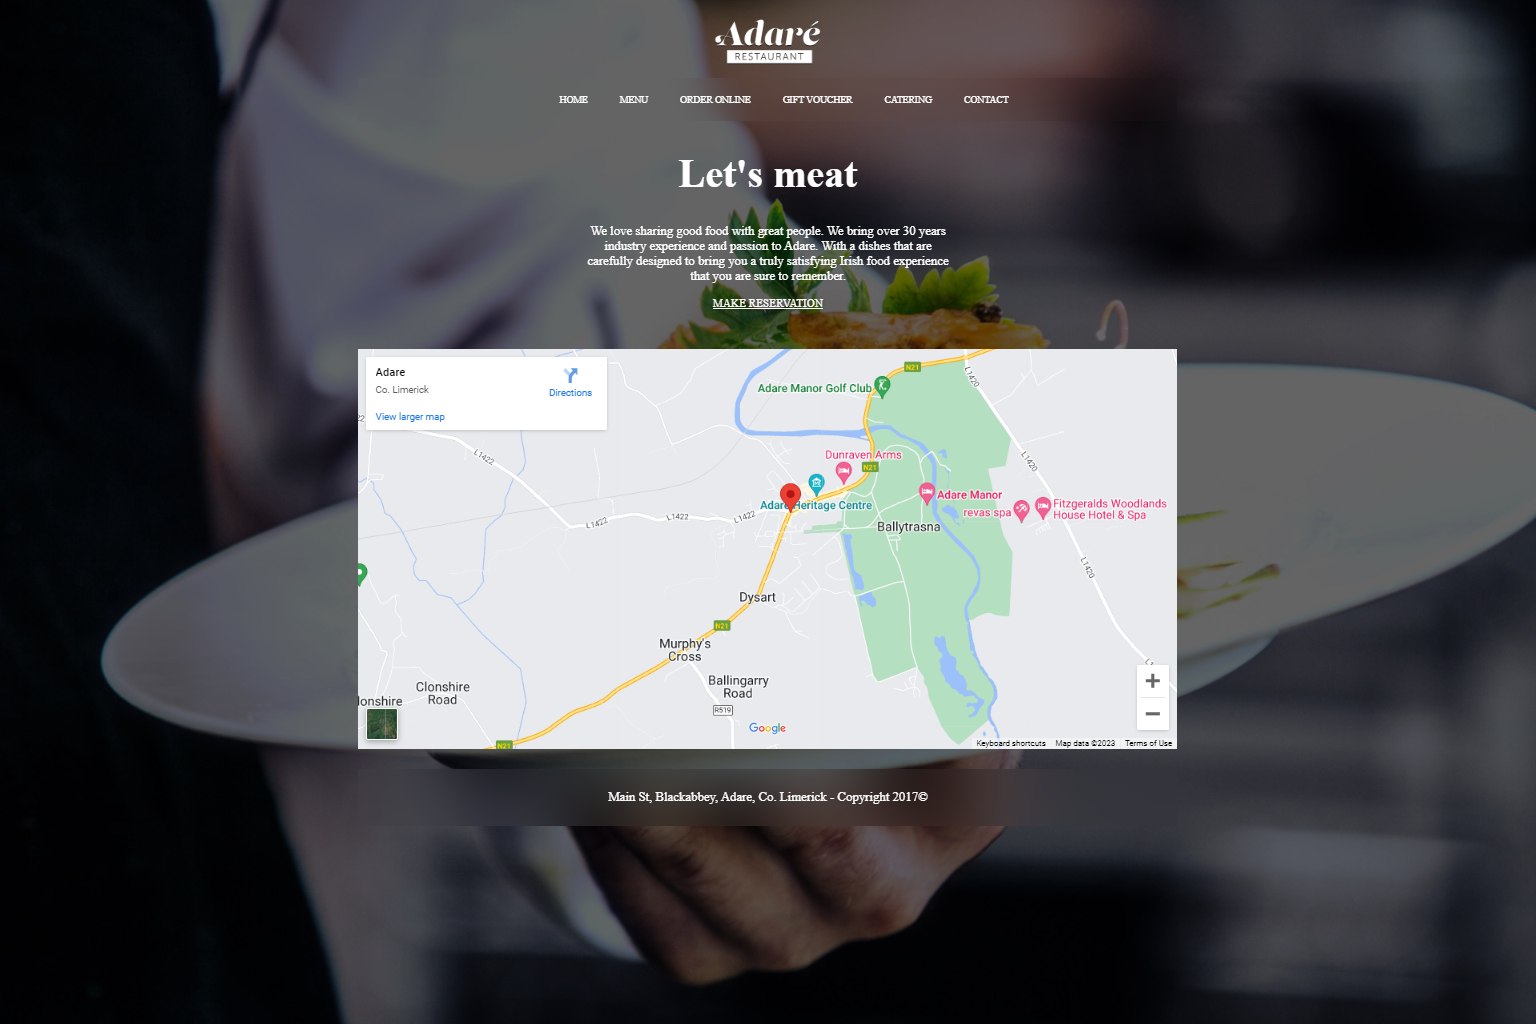 Adaré
RESTAURANT
HOME MENU ORDER ONLINE GIFT VOUCHER CATERING CONTACT
Let's meat
We love sharing good food with great people. We bring over 30 years
industry experience and passion to Adare. With a dishes that are
carefully designed to bring you a truly satisfying Irish food experience
that you are sure to remember.
MAKE RESERVATION
Adare
Co. Limerick
Directions
View larger map
N21
L1420
Adare Manor Golf Club
L1422
Dunraven Arms
N21
L1420
Adare Manor
Adare Heritage Centre
revas spa
Fitzgeralds Woodlands
House Hotel & Spa
L1422
L1422
L1422
Ballytrasna
L1420
Dysart
N21
Murphy's
Cross
Ballingarry
Road
Clonshire
Road
lonshire
R519
Google
N21
Keyboard shortcuts Map data ©2023 Terms of Use
Main St, Blackabbey, Adare, Co. Limerick - Copyright 2017©